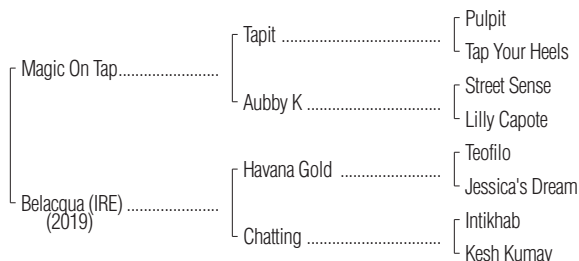 Pulpit
Tapit
Tap Your Heels
Magic On Tap
Street Sense
Aubby K
Lilly Capote
Teofilo
Havana Gold
Jessica's Dream
Belacqua (IRE)
(2019)
Intikhab
Chatting
Kesh Kumay